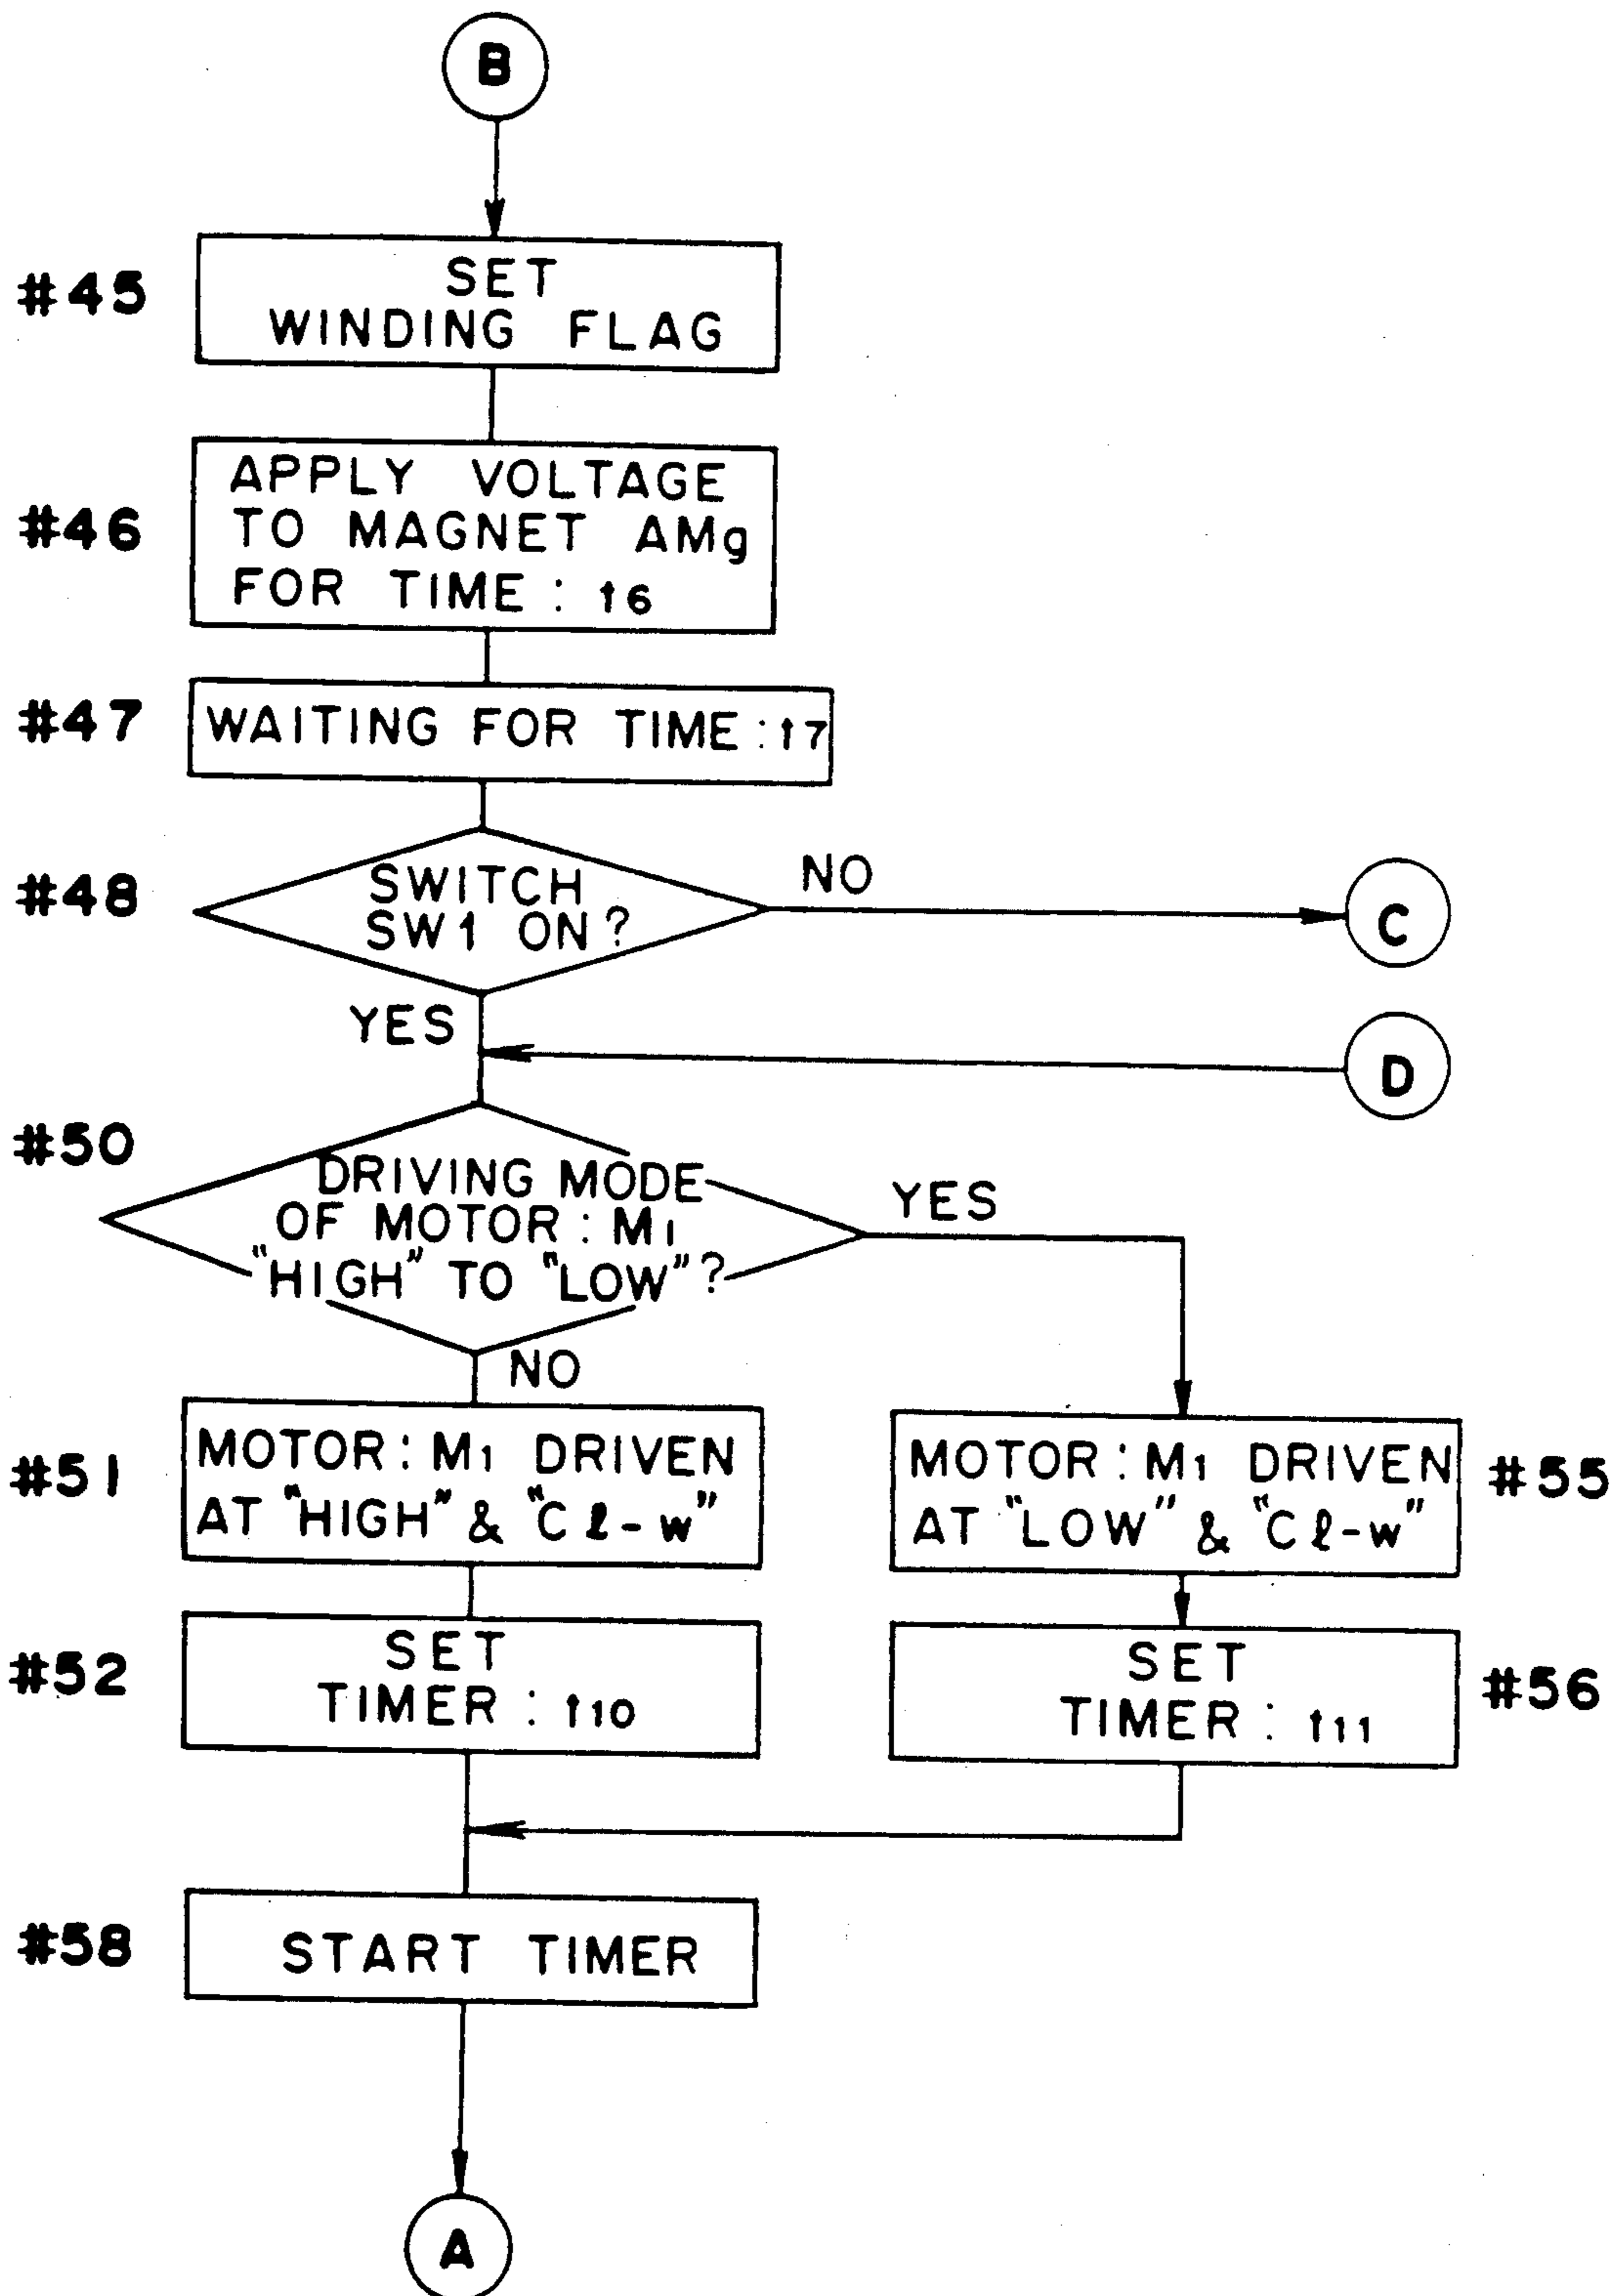 B
#45
SET
WINDING FLAG
#46
APPLY VOLTAGE
TO MAGNET AMg
FOR TIME : t6
#47
WAITING FOR TIME : t7
#48
SWITCH
SW1 ON?
NO
C
YES
D
#50
DRIVING MODE
OF MOTOR : M1
"HIGH" TO "LOW"?
YES
NO
#51
MOTOR : M1 DRIVEN
AT "HIGH" & "Cℓ-w"
MOTOR : M1 DRIVEN
AT "LOW" & "Cℓ-w"
#55
#52
SET
TIMER : t10
SET
TIMER : t11
#56
#58
START TIMER
A